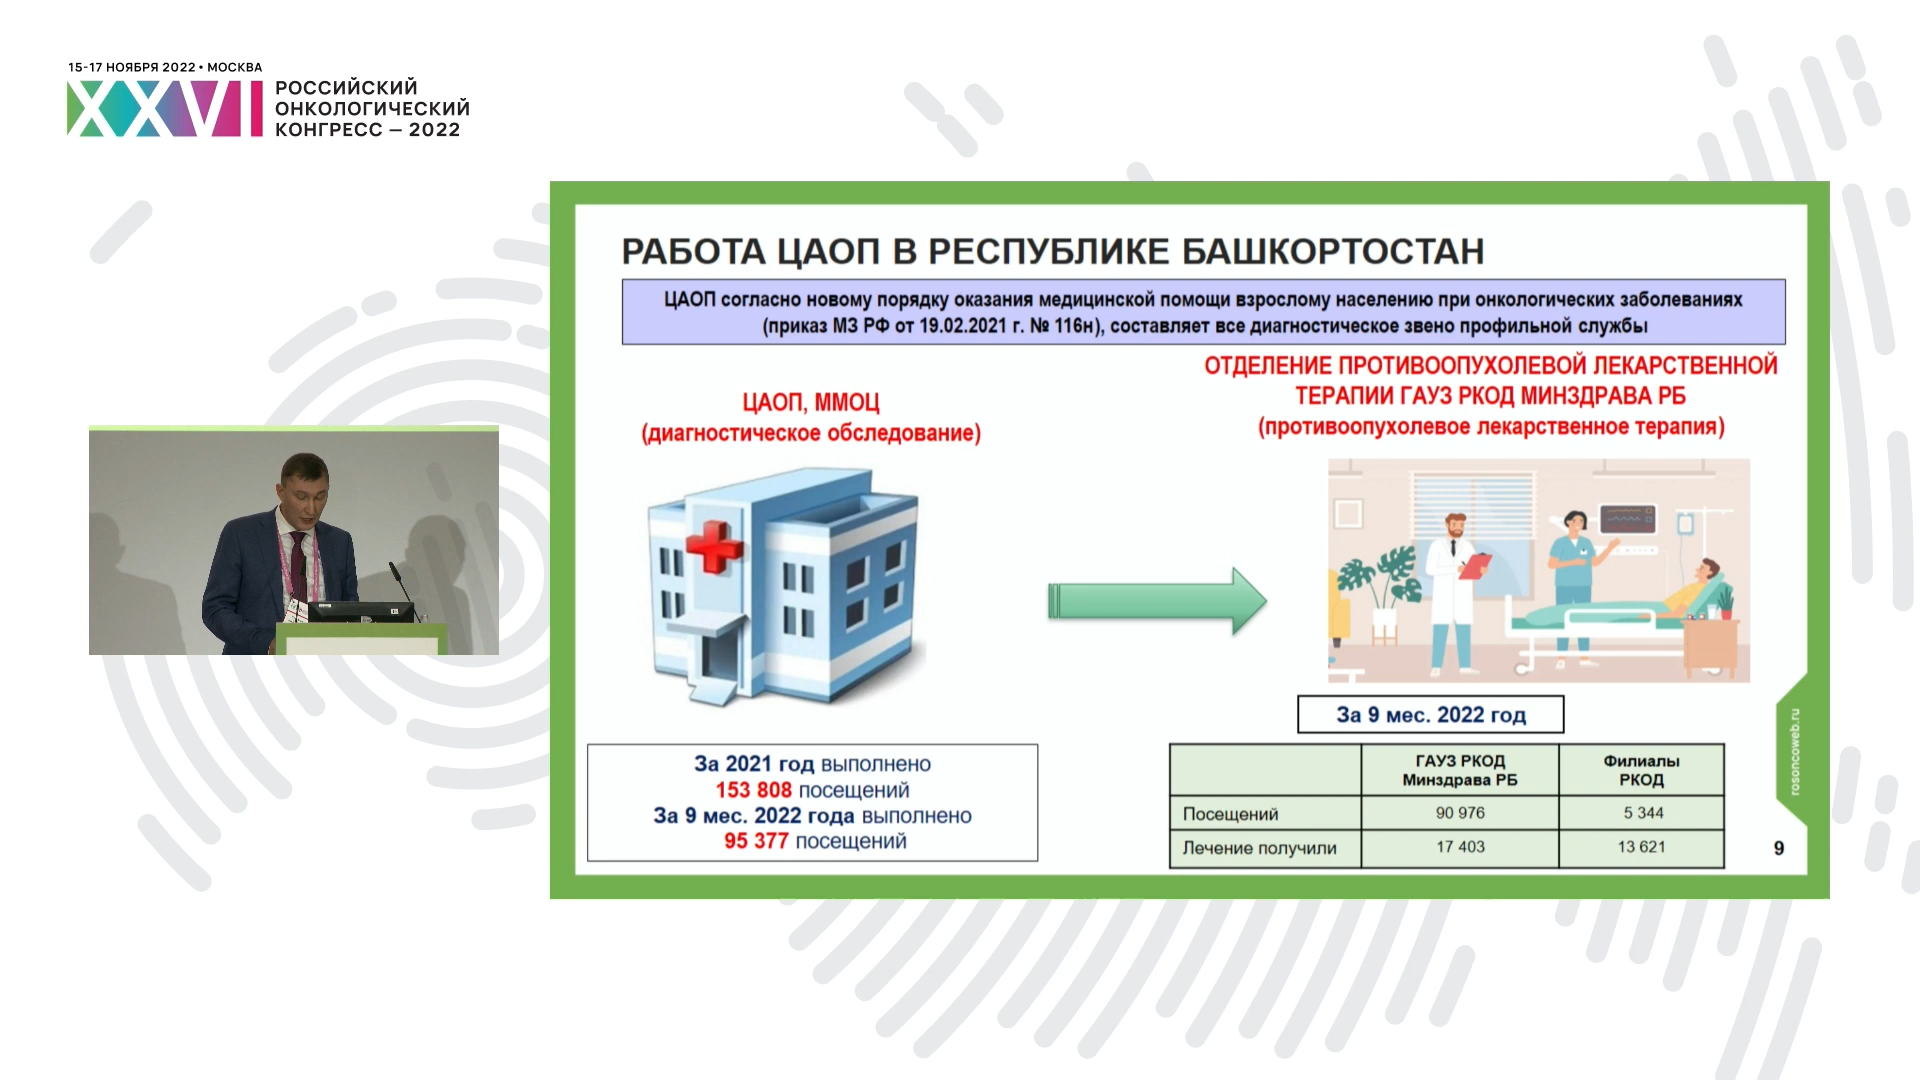 15-17 НОЯБРЯ 2022 • МОСКВА
XXVI
РОССИЙСКИЙ
ОНКОЛОГИЧЕСКИЙ
КОНГРЕСС — 2022
РАБОТА ЦАОП В РЕСПУБЛИКЕ БАШКОРТОСТАН
ЦАОП согласно новому порядку оказания медицинской помощи взрослому населению при онкологических заболеваниях
(приказ МЗ РФ от 19.02.2021 г. № 116н), составляет все диагностическое звено профильной службы
ЦАОП, ММОЦ
(диагностическое обследование)
ОТДЕЛЕНИЕ ПРОТИВООПУХОЛЕВОЙ ЛЕКАРСТВЕННОЙ
ТЕРАПИИ ГАУЗ РКОД МИНЗДРАВА РБ
(противоопухолевое лекарственное терапия)
За 2021 год выполнено
153 808 посещений
За 9 мес. 2022 года выполнено
95 377 посещений
За 9 мес. 2022 год
ГАУЗ РКОД
Минздрава РБ
Филиалы
РКОД
Посещений 90 976 5 344
Лечение получили 17 403 13 621
rosoncoweb.ru
9